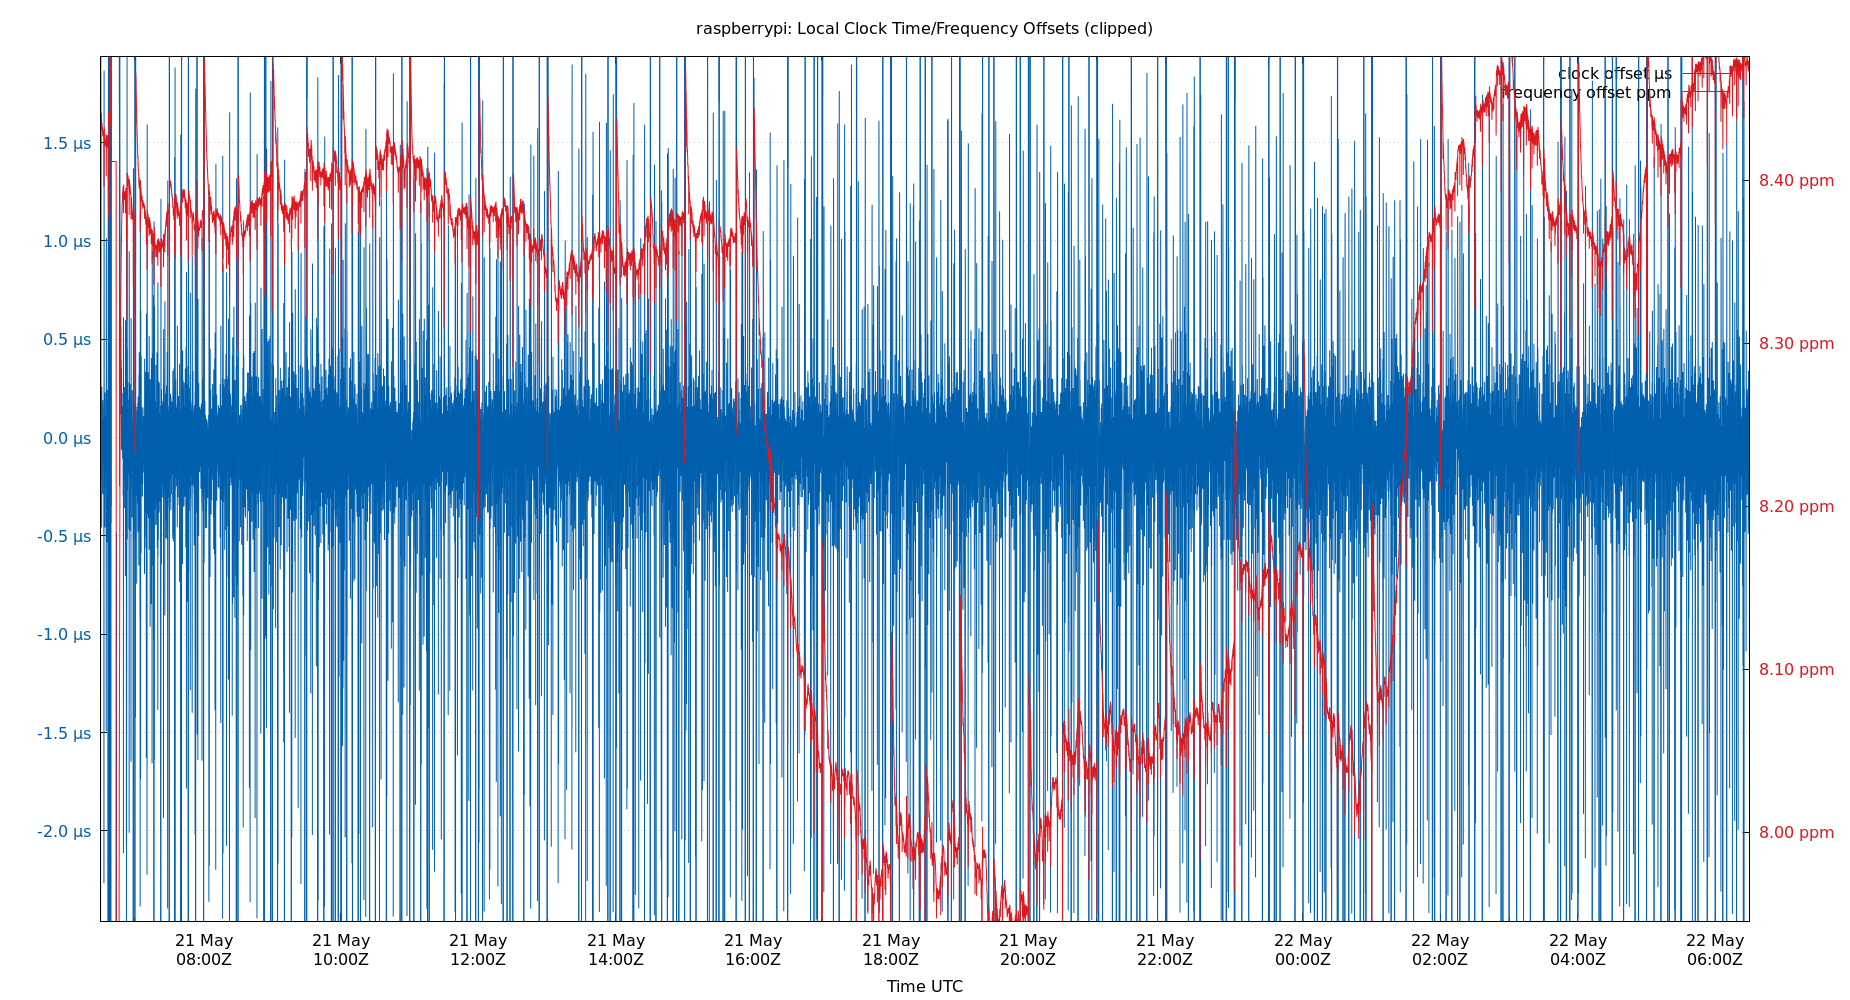 raspberrypi: Local Clock Time/Frequency Offsets (clipped)
clock offset µs
frequency offset ppm
1.5 µs
1.0 µs
0.5 µs
0.0 µs
-0.5 µs
-1.0 µs
-1.5 µs
-2.0 µs
8.40 ppm
8.30 ppm
8.20 ppm
8.10 ppm
8.00 ppm
21 May 21 May 21 May 21 May 21 May 21 May 21 May 21 May 22 May 22 May 22 May 22 May
08:00Z 10:00Z 12:00Z 14:00Z 16:00Z 18:00Z 20:00Z 22:00Z 00:00Z 02:00Z 04:00Z 06:00Z
Time UTC